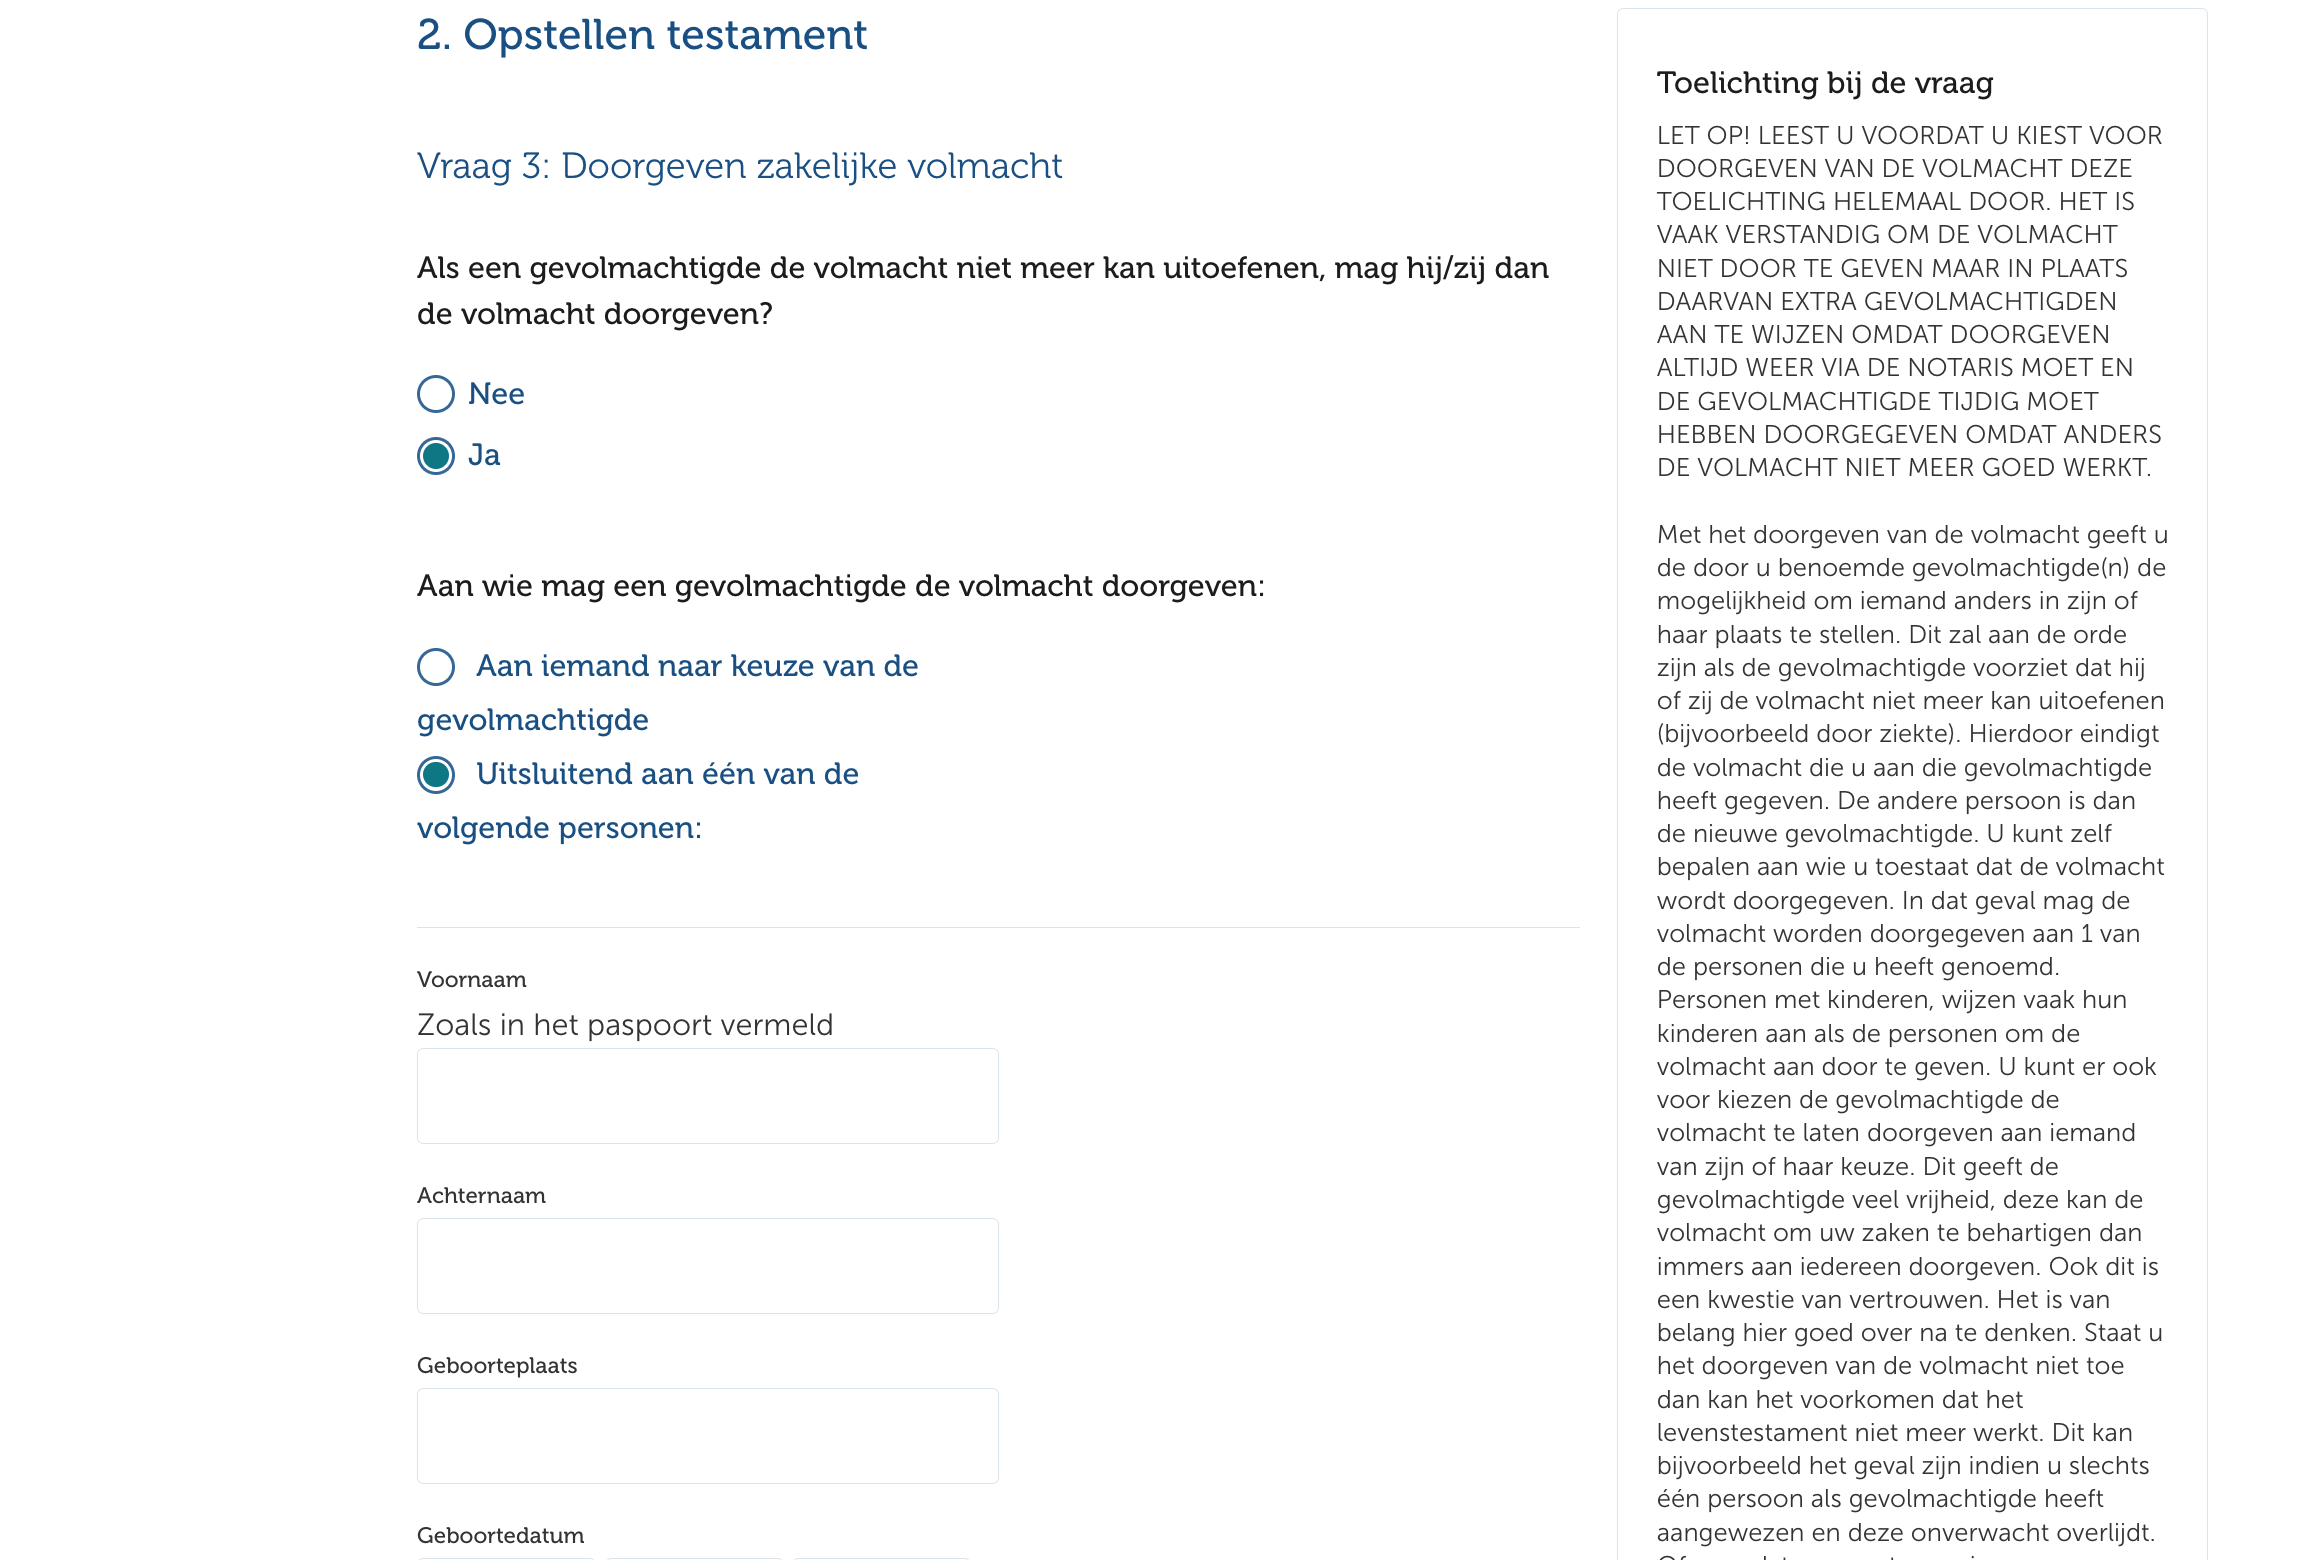 2. Opstellen testament
Vraag 3: Doorgeven zakelijke volmacht
Als een gevolmachtigde de volmacht niet meer kan uitoefenen, mag hij/zij dan
de volmacht doorgeven?
Nee
Ja
Aan wie mag een gevolmachtigde de volmacht doorgeven:
Aan iemand naar keuze van de
gevolmachtigde
Uitsluitend aan één van de
volgende personen:
Voornaam
Zoals in het paspoort vermeld
Achternaam
Geboorteplaats
Geboortedatum
Toelichting bij de vraag
LET OP! LEEST U VOORDAT U KIEST VOOR
DOORGEVEN VAN DE VOLMACHT DEZE
TOELICHTING HELEMAAL DOOR. HET IS
VAAK VERSTANDIG OM DE VOLMACHT
NIET DOOR TE GEVEN MAAR IN PLAATS
DAARVAN EXTRA GEVOLMACHTIGDEN
AAN TE WIJZEN OMDAT DOORGEVEN
ALTIJD WEER VIA DE NOTARIS MOET EN
DE GEVOLMACHTIGDE TIJDIG MOET
HEBBEN DOORGEGEVEN OMDAT ANDERS
DE VOLMACHT NIET MEER GOED WERKT.
Met het doorgeven van de volmacht geeft u
de door u benoemde gevolmachtigde(n) de
mogelijkheid om iemand anders in zijn of
haar plaats te stellen. Dit zal aan de orde
zijn als de gevolmachtigde voorziet dat hij
of zij de volmacht niet meer kan uitoefenen
(bijvoorbeeld door ziekte). Hierdoor eindigt
de volmacht die u aan die gevolmachtigde
heeft gegeven. De andere persoon is dan
de nieuwe gevolmachtigde. U kunt zelf
bepalen aan wie u toestaat dat de volmacht
wordt doorgegeven. In dat geval mag de
volmacht worden doorgegeven aan 1 van
de personen die u heeft genoemd.
Personen met kinderen, wijzen vaak hun
kinderen aan als de personen om de
volmacht aan door te geven. U kunt er ook
voor kiezen de gevolmachtigde de
volmacht te laten doorgeven aan iemand
van zijn of haar keuze. Dit geeft de
gevolmachtigde veel vrijheid, deze kan de
volmacht om uw zaken te behartigen dan
immers aan iedereen doorgeven. Ook dit is
een kwestie van vertrouwen. Het is van
belang hier goed over na te denken. Staat u
het doorgeven van de volmacht niet toe
dan kan het voorkomen dat het
levenstestament niet meer werkt. Dit kan
bijvoorbeeld het geval zijn indien u slechts
één persoon als gevolmachtigde heeft
aangewezen en deze onverwacht overlijdt.